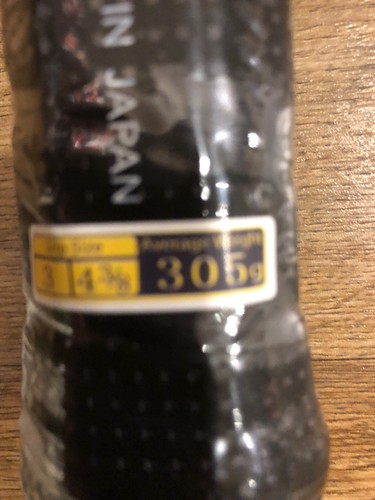 IN JAPAN
Grip Size
Average Weight
3 4 3/8
305g